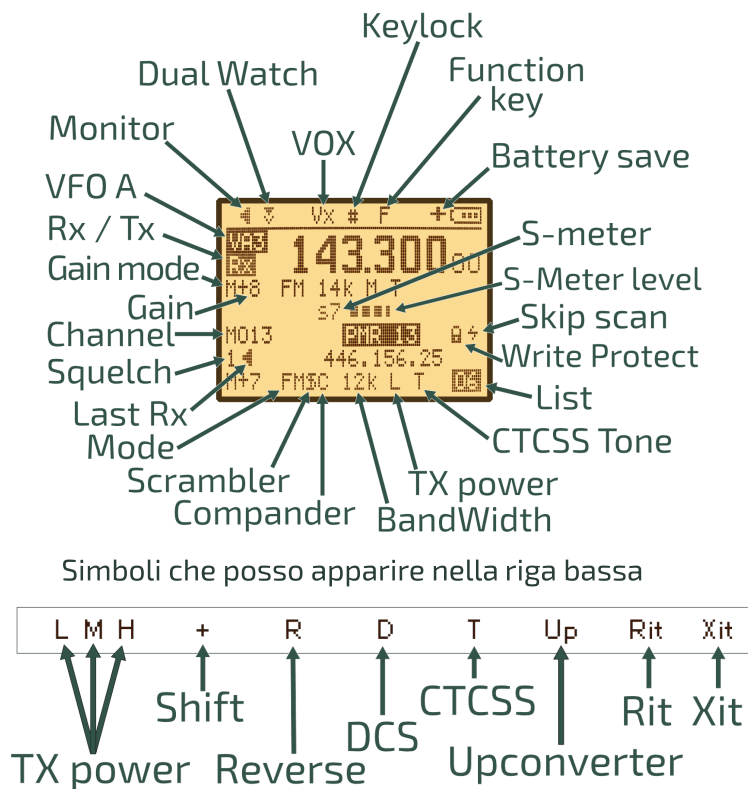 Keylock
Dual Watch
Function
key
Monitor
VOX
Battery save
VFO A
Rx / Tx
Gain mode
Gain
Channel
Squelch
Last Rx
Mode
Scrambler
Compander
BandWidth
TX power
CTCSS Tone
List
Write Protect
Skip scan
S-Meter level
S-meter
Vx # F +
VA3
RX 143.30000
M+8 FM 14k M T
S7
M013 PMR 13
1 446.156.25
M+7 FM C 12k L T
Simboli che posso apparire nella riga bassa
L M H + R D T Up Rit Xit
TX power
Shift
Reverse
DCS
CTCSS
Upconverter
Rit
Xit